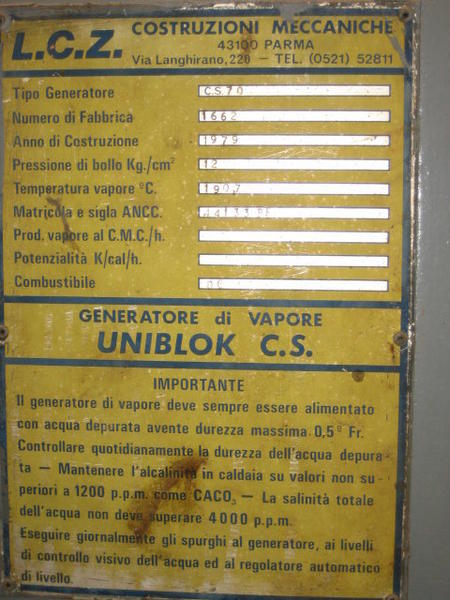 L.C.Z. COSTRUZIONI MECCANICHE
43100 PARMA
Via Langhirano, 220 - TEL. (0521) 52811
Tipo Generatore C.S. 70
Numero di Fabbrica 1662
Anno di Costruzione 1979
Pressione di bollo Kg./cm² 12
Temperatura vapore °C. 190,7
Matricola e sigla ANCC.
Prod. vapore al C.M.C./h.
Potenzialità K/cal/h.
Combustibile
GENERATORE di VAPORE
UNIBLOK C.S.
IMPORTANTE
Il generatore di vapore deve sempre essere alimentato
con acqua depurata avente durezza massima 0,5° Fr.
Controllare quotidianamente la durezza dell'acqua depura-
ta — Mantenere l'alcalinità in caldaia su valori non su-
periori a 1200 p.p.m. come CACO₃ — La salinità totale
dell'acqua non deve superare 4000 p.p.m.
Eseguire giornalmente gli spurghi al generatore, ai livelli
di controllo visivo dell'acqua ed al regolatore automatico
di livello.